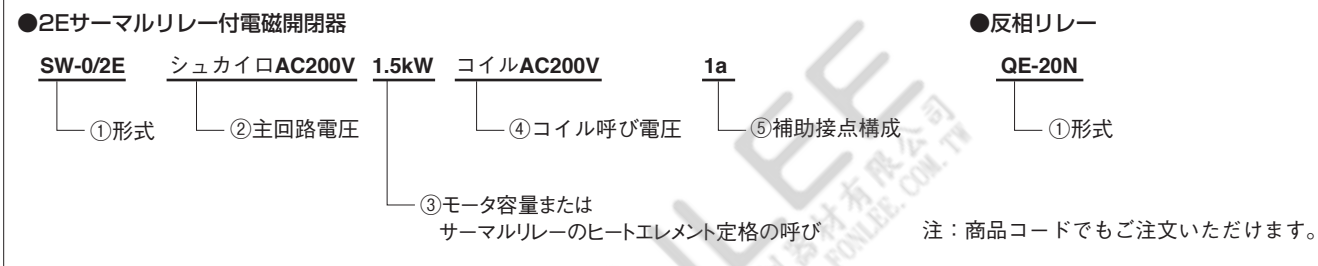 ●2Eサーマルリレー付電磁開閉器
SW-0/2E シュカイロAC200V 1.5kW コイルAC200V 1a
①形式 ②主回路電圧 ④コイル呼び電圧 ⑤補助接点構成
③モータ容量または
サーマルリレーのヒートエレメント定格の呼び
●反相リレー
QE-20N
①形式
注：商品コードでもご注文いただけます。